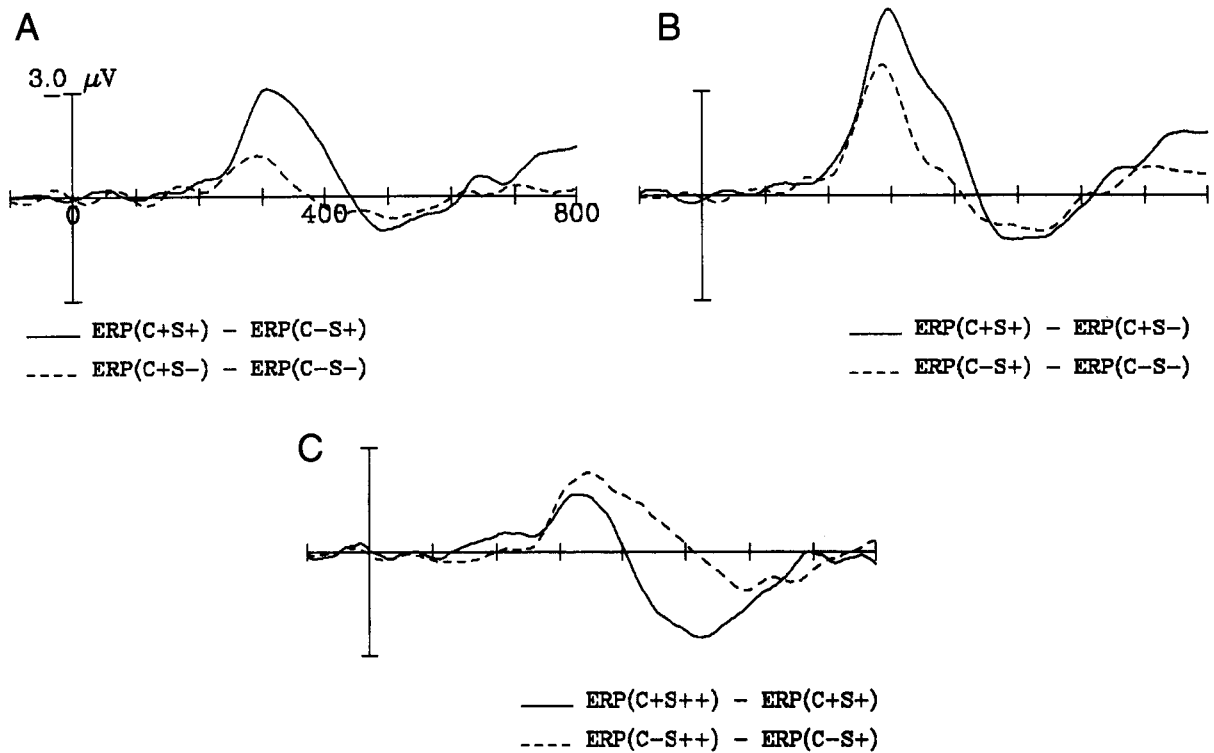 A
3.0 μV
0 400 800
ERP(C+S+) − ERP(C−S+)
ERP(C+S−) − ERP(C−S−)
B
ERP(C+S+) − ERP(C+S−)
ERP(C−S+) − ERP(C−S−)
C
ERP(C+S++) − ERP(C+S+)
ERP(C−S++) − ERP(C−S+)